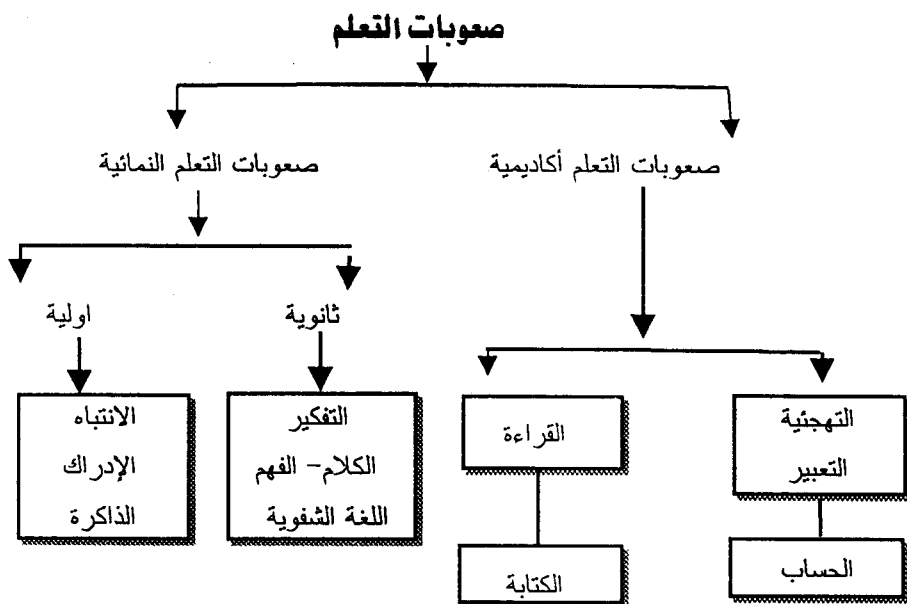 صعوبات التعلم
صعوبات التعلم أكاديمية
صعوبات التعلم النمائية
ثانوية
اولية
التهجئية
التعبير
القراءة
التفكير
الكلام – الفهم
اللغة الشفوية
الانتباه
الإدراك
الذاكرة
الحساب
الكتابة